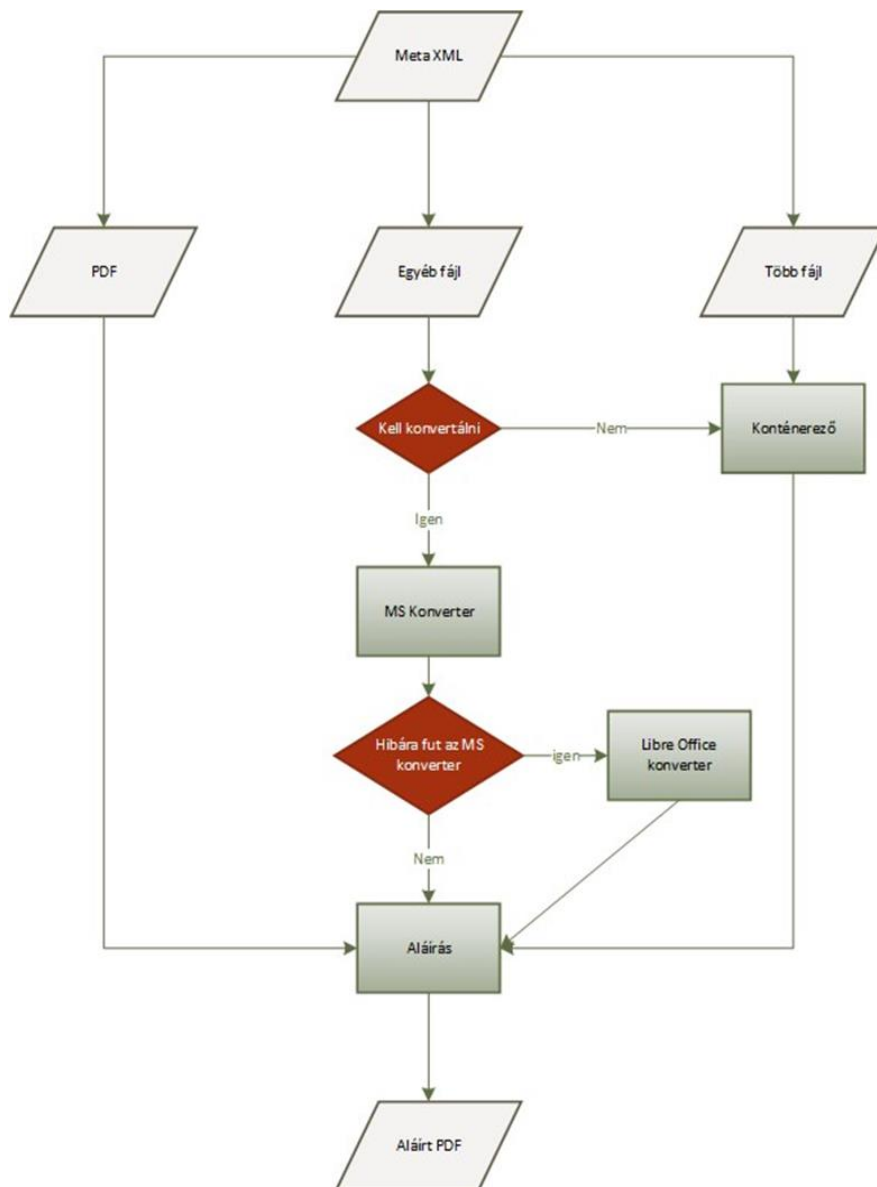 Meta XML
PDF
Egyéb fájl
Több fájl
Kell konvertálni
Nem
Konténerező
Igen
MS Konverter
Hibára fut az MS
konverter
igen
Libre Office
konverter
Nem
Aláírás
Aláírt PDF